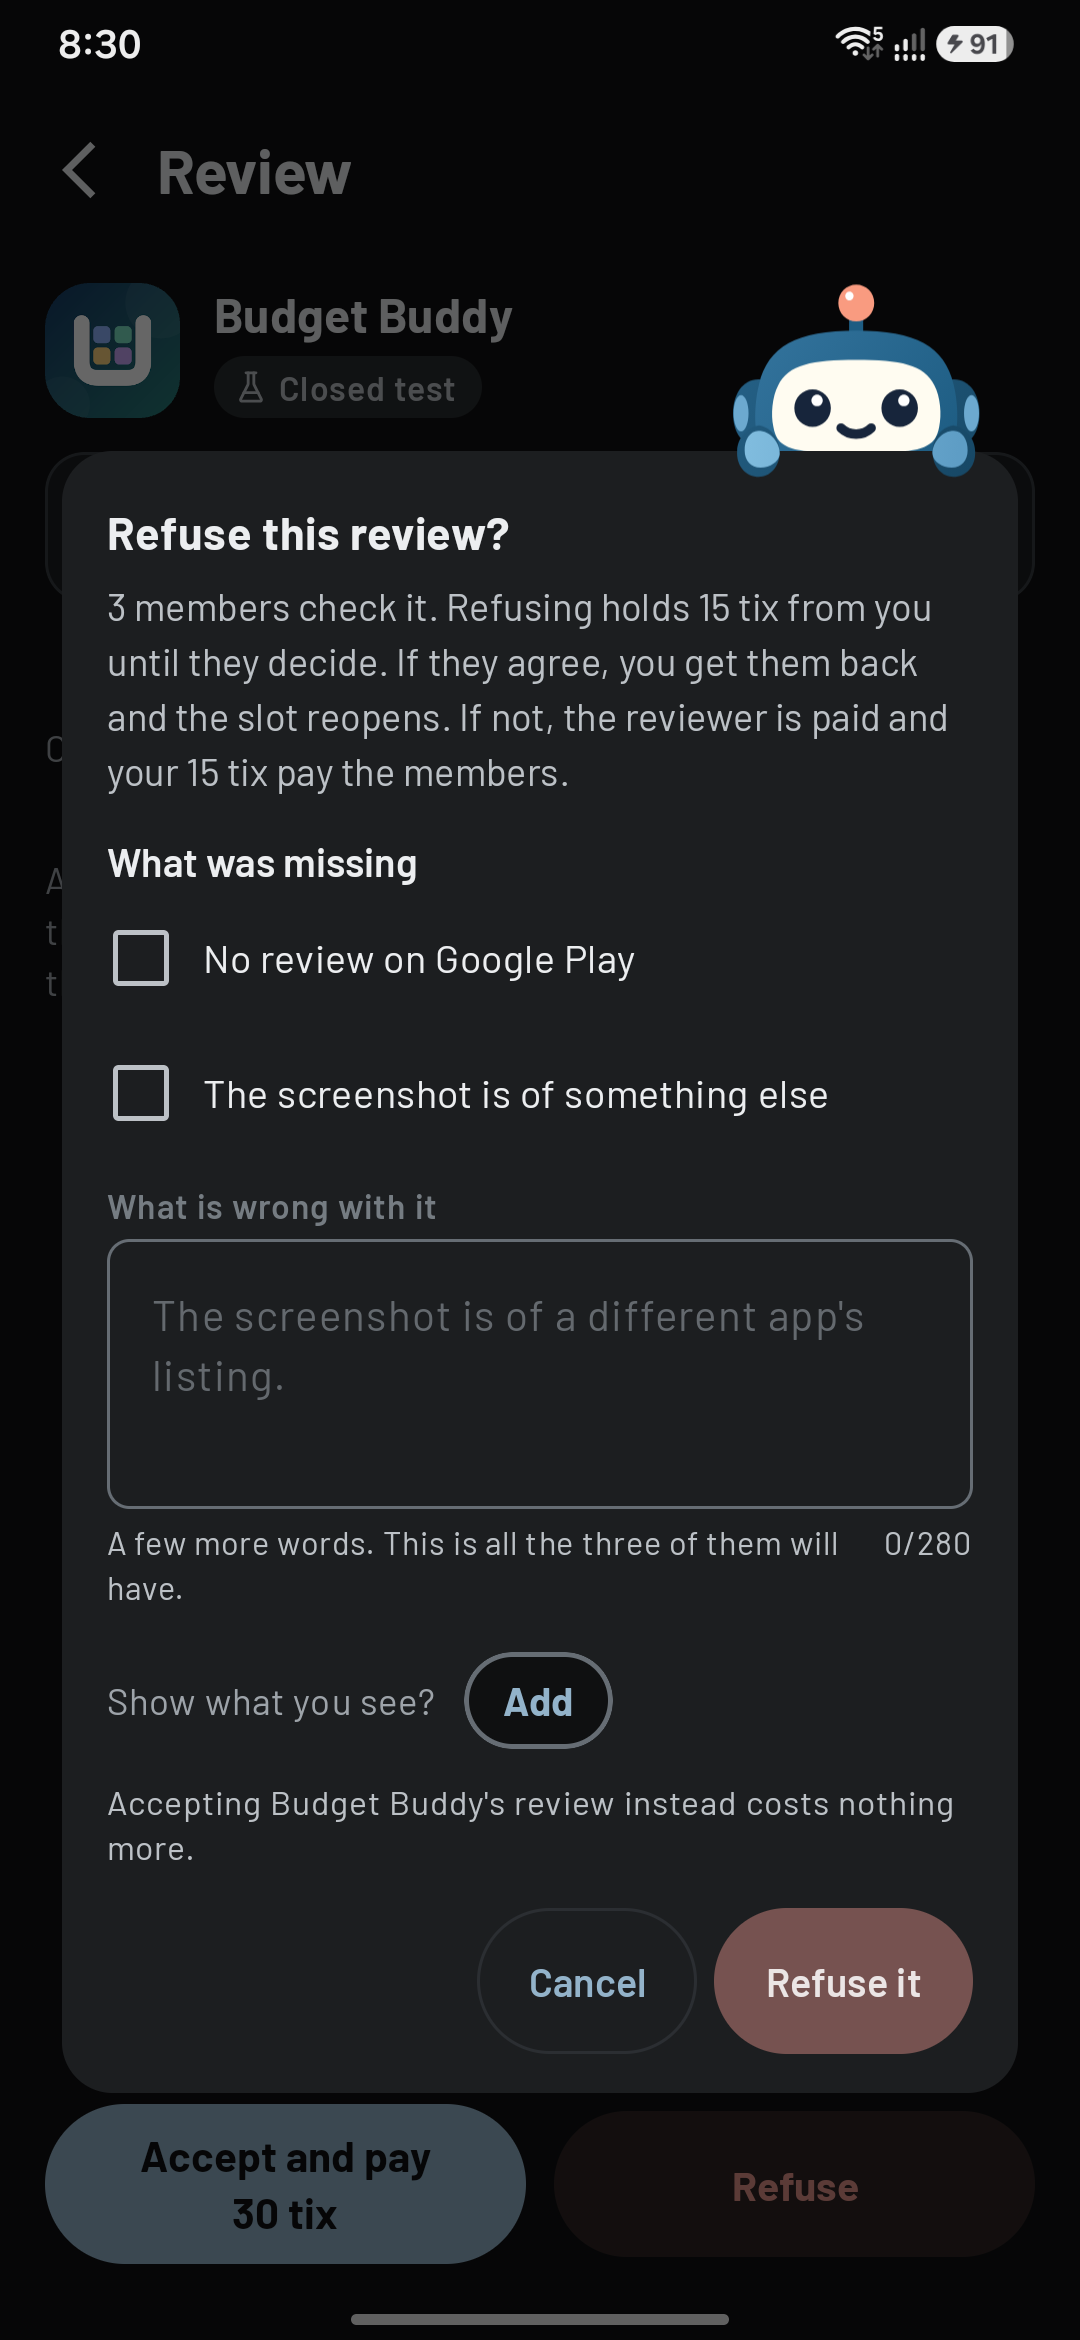 8:30
5
91
Review
Budget Buddy
Closed test
Refuse this review?
3 members check it. Refusing holds 15 tix from you
until they decide. If they agree, you get them back
and the slot reopens. If not, the reviewer is paid and
your 15 tix pay the members.
What was missing
No review on Google Play
The screenshot is of something else
What is wrong with it
The screenshot is of a different app's
listing.
A few more words. This is all the three of them will
have.
0/280
Show what you see?
Add
Accepting Budget Buddy's review instead costs nothing
more.
Cancel
Refuse it
Accept and pay
30 tix
Refuse